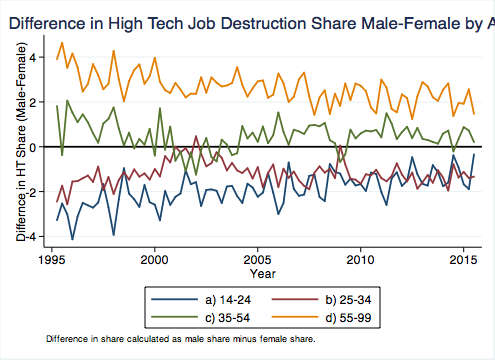 Difference in High Tech Job Destruction Share Male-Female by A
Differnce in HT Share (Male-Female)
4
2
0
-2
-4
1995 2000 2005 2010 2015
Year
a) 14-24 b) 25-34
c) 35-54 d) 55-99
Difference in share calculated as male share minus female share.